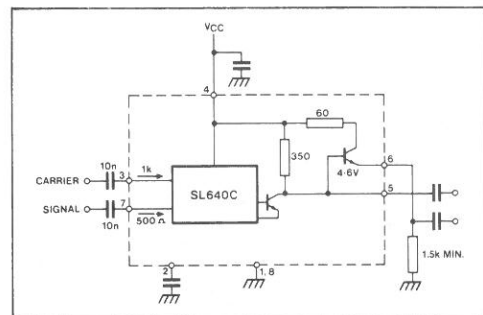 VCC
4
60
350
4·6V
6
10n
3
1k
CARRIER
SL640C
5
SIGNAL
7
500 Ω
10n
2
1, 8
1.5k MIN.